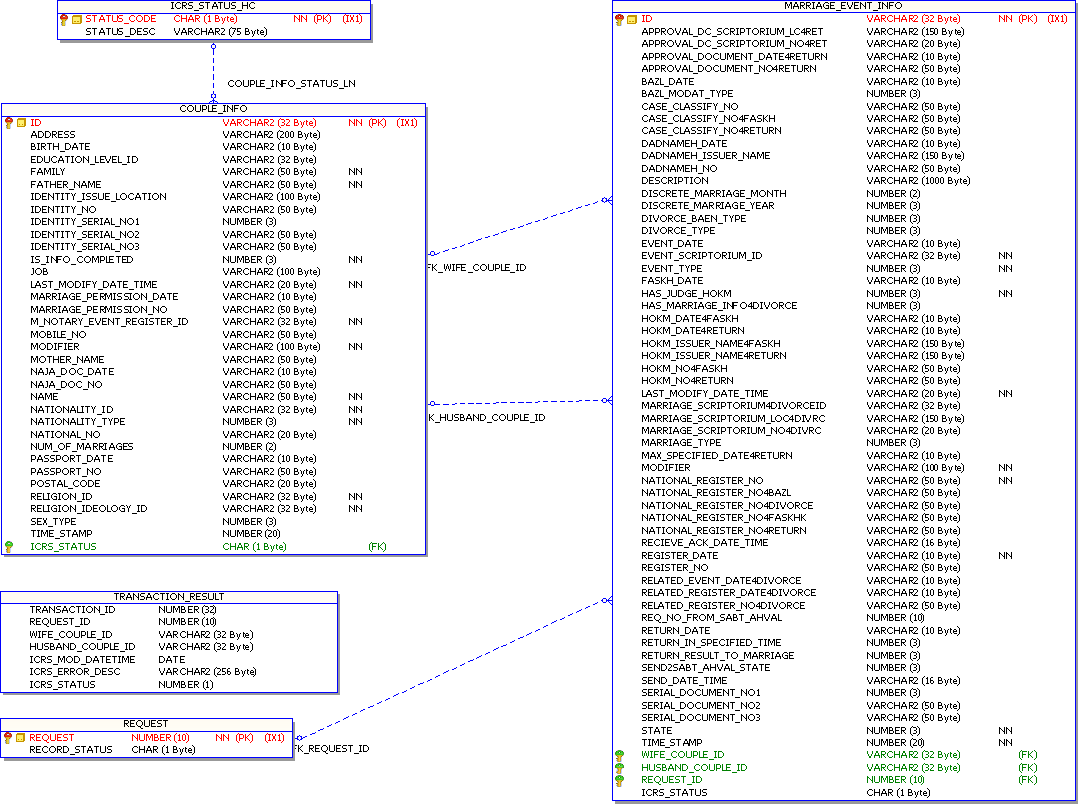 ICRS_STATUS_HC
STATUS_CODE CHAR (1 Byte) NN (PK) (IX1)
STATUS_DESC VARCHAR2 (75 Byte)
COUPLE_INFO_STATUS_LN
COUPLE_INFO
ID VARCHAR2 (32 Byte) NN (PK) (IX1)
ADDRESS VARCHAR2 (200 Byte)
BIRTH_DATE VARCHAR2 (10 Byte)
EDUCATION_LEVEL_ID VARCHAR2 (32 Byte)
FAMILY VARCHAR2 (50 Byte) NN
FATHER_NAME VARCHAR2 (50 Byte) NN
IDENTITY_ISSUE_LOCATION VARCHAR2 (100 Byte)
IDENTITY_NO VARCHAR2 (50 Byte)
IDENTITY_SERIAL_NO1 NUMBER (3)
IDENTITY_SERIAL_NO2 VARCHAR2 (50 Byte)
IDENTITY_SERIAL_NO3 VARCHAR2 (50 Byte)
IS_INFO_COMPLETED NUMBER (3) NN
JOB VARCHAR2 (100 Byte)
LAST_MODIFY_DATE_TIME VARCHAR2 (20 Byte) NN
MARRIAGE_PERMISSION_DATE VARCHAR2 (10 Byte)
MARRIAGE_PERMISSION_NO VARCHAR2 (50 Byte)
M_NOTARY_EVENT_REGISTER_ID VARCHAR2 (32 Byte) NN
MOBILE_NO VARCHAR2 (50 Byte)
MODIFIER VARCHAR2 (100 Byte) NN
MOTHER_NAME VARCHAR2 (50 Byte)
NAJA_DOC_DATE VARCHAR2 (10 Byte)
NAJA_DOC_NO VARCHAR2 (50 Byte)
NAME VARCHAR2 (50 Byte) NN
NATIONALITY_ID VARCHAR2 (32 Byte) NN
NATIONALITY_TYPE NUMBER (3) NN
NATIONAL_NO VARCHAR2 (20 Byte)
NUM_OF_MARRIAGES NUMBER (2)
PASSPORT_DATE VARCHAR2 (10 Byte)
PASSPORT_NO VARCHAR2 (50 Byte)
POSTAL_CODE VARCHAR2 (20 Byte)
RELIGION_ID VARCHAR2 (32 Byte) NN
RELIGION_IDEOLOGY_ID VARCHAR2 (32 Byte) NN
SEX_TYPE NUMBER (3)
TIME_STAMP NUMBER (20)
ICRS_STATUS CHAR (1 Byte) (FK)
TRANSACTION_RESULT
TRANSACTION_ID NUMBER (32)
REQUEST_ID NUMBER (10)
WIFE_COUPLE_ID VARCHAR2 (32 Byte)
HUSBAND_COUPLE_ID VARCHAR2 (32 Byte)
ICRS_MOD_DATETIME DATE
ICRS_ERROR_DESC VARCHAR2 (256 Byte)
ICRS_STATUS NUMBER (1)
REQUEST
REQUEST NUMBER (10) NN (PK) (IX1)
RECORD_STATUS CHAR (1 Byte)
FK_WIFE_COUPLE_ID
K_HUSBAND_COUPLE_ID
FK_REQUEST_ID
MARRIAGE_EVENT_INFO
ID VARCHAR2 (32 Byte) NN (PK) (IX1)
APPROVAL_DC_SCRIPTORIUM_LC4RET VARCHAR2 (150 Byte)
APPROVAL_DC_SCRIPTORIUM_NO4RET VARCHAR2 (20 Byte)
APPROVAL_DOCUMENT_DATE4RETURN VARCHAR2 (10 Byte)
APPROVAL_DOCUMENT_NO4RETURN VARCHAR2 (50 Byte)
BAZL_DATE VARCHAR2 (10 Byte)
BAZL_MODAT_TYPE NUMBER (3)
CASE_CLASSIFY_NO VARCHAR2 (50 Byte)
CASE_CLASSIFY_NO4FASKH VARCHAR2 (50 Byte)
CASE_CLASSIFY_NO4RETURN VARCHAR2 (50 Byte)
DADNAMEH_DATE VARCHAR2 (10 Byte)
DADNAMEH_ISSUER_NAME VARCHAR2 (150 Byte)
DADNAMEH_NO VARCHAR2 (50 Byte)
DESCRIPTION VARCHAR2 (1000 Byte)
DISCRETE_MARRIAGE_MONTH NUMBER (2)
DISCRETE_MARRIAGE_YEAR NUMBER (3)
DIVORCE_BAEN_TYPE NUMBER (3)
DIVORCE_TYPE NUMBER (3)
EVENT_DATE VARCHAR2 (10 Byte)
EVENT_SCRIPTORIUM_ID VARCHAR2 (32 Byte) NN
EVENT_TYPE NUMBER (3) NN
FASKH_DATE VARCHAR2 (10 Byte)
HAS_JUDGE_HOKM NUMBER (3) NN
HAS_MARRIAGE_INFO4DIVORCE NUMBER (3)
HOKM_DATE4FASKH VARCHAR2 (10 Byte)
HOKM_DATE4RETURN VARCHAR2 (10 Byte)
HOKM_ISSUER_NAME4FASKH VARCHAR2 (150 Byte)
HOKM_ISSUER_NAME4RETURN VARCHAR2 (150 Byte)
HOKM_NO4FASKH VARCHAR2 (50 Byte)
HOKM_NO4RETURN VARCHAR2 (50 Byte)
LAST_MODIFY_DATE_TIME VARCHAR2 (20 Byte) NN
MARRIAGE_SCRIPTORIUM4DIVORCEID VARCHAR2 (32 Byte)
MARRIAGE_SCRIPTORIUM_LOC4DIVRC VARCHAR2 (150 Byte)
MARRIAGE_SCRIPTORIUM_NO4DIVRC VARCHAR2 (20 Byte)
MARRIAGE_TYPE NUMBER (3)
MAX_SPECIFIED_DATE4RETURN VARCHAR2 (10 Byte)
MODIFIER VARCHAR2 (100 Byte) NN
NATIONAL_REGISTER_NO VARCHAR2 (50 Byte) NN
NATIONAL_REGISTER_NO4BAZL VARCHAR2 (50 Byte)
NATIONAL_REGISTER_NO4DIVORCE VARCHAR2 (50 Byte)
NATIONAL_REGISTER_NO4FASKHK VARCHAR2 (50 Byte)
NATIONAL_REGISTER_NO4RETURN VARCHAR2 (50 Byte)
RECIEVE_ACK_DATE_TIME VARCHAR2 (16 Byte)
REGISTER_DATE VARCHAR2 (10 Byte) NN
REGISTER_NO VARCHAR2 (50 Byte)
RELATED_EVENT_DATE4DIVORCE VARCHAR2 (10 Byte)
RELATED_REGISTER_DATE4DIVORCE VARCHAR2 (10 Byte)
RELATED_REGISTER_NO4DIVORCE VARCHAR2 (50 Byte)
REQ_NO_FROM_SABT_AHVAL NUMBER (10)
RETURN_DATE VARCHAR2 (10 Byte)
RETURN_IN_SPECIFIED_TIME NUMBER (3)
RETURN_RESULT_TO_MARRIAGE NUMBER (3)
SEND2SABT_AHVAL_STATE NUMBER (3)
SEND_DATE_TIME VARCHAR2 (16 Byte)
SERIAL_DOCUMENT_NO1 NUMBER (3)
SERIAL_DOCUMENT_NO2 VARCHAR2 (50 Byte)
SERIAL_DOCUMENT_NO3 VARCHAR2 (50 Byte)
STATE NUMBER (3) NN
TIME_STAMP NUMBER (20) NN
WIFE_COUPLE_ID VARCHAR2 (32 Byte) (FK)
HUSBAND_COUPLE_ID VARCHAR2 (32 Byte) (FK)
REQUEST_ID NUMBER (10) (FK)
ICRS_STATUS CHAR (1 Byte)